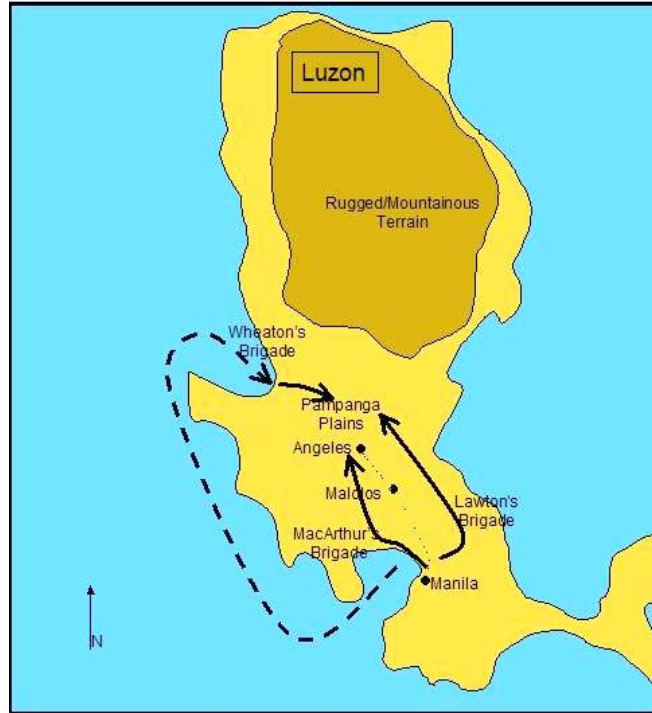 Luzon
Rugged/Mountainous
Terrain
Wheaton's
Brigade
Pampanga
Plains
Angeles
Malolos
Lawton's
Brigade
MacArthur's
Brigade
Manila
N